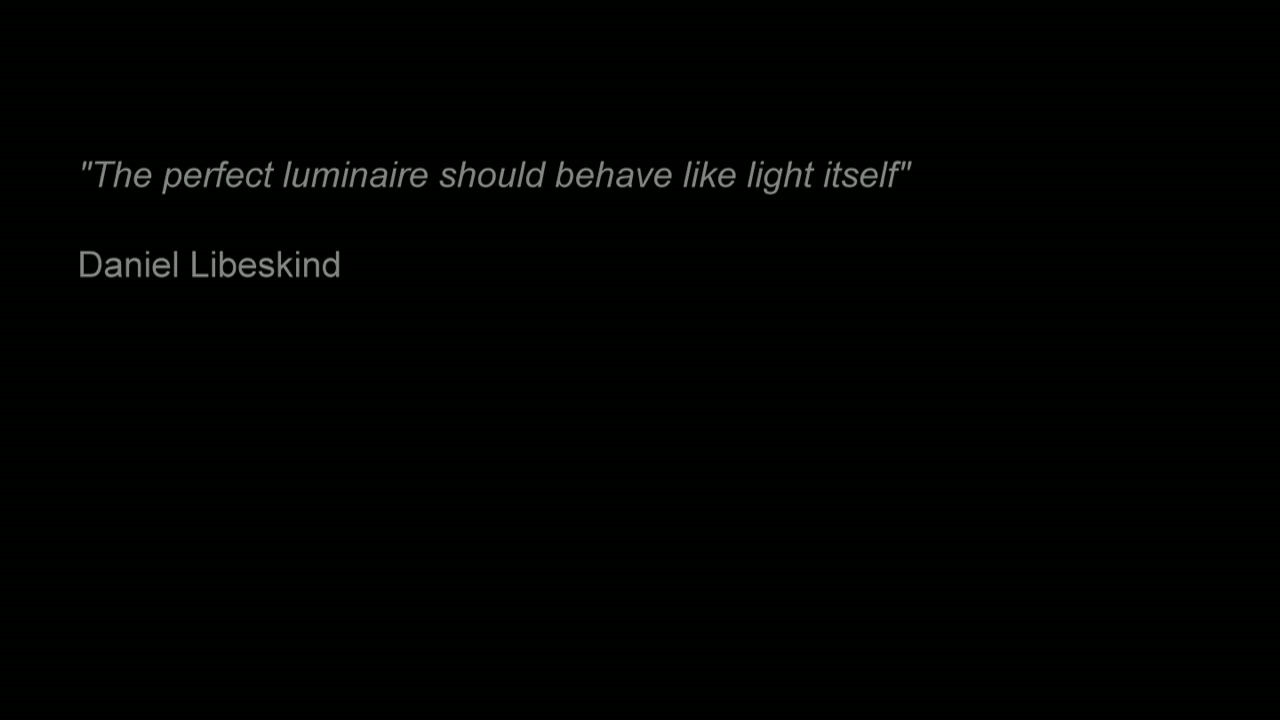 "The perfect luminaire should behave like light itself"
Daniel Libeskind